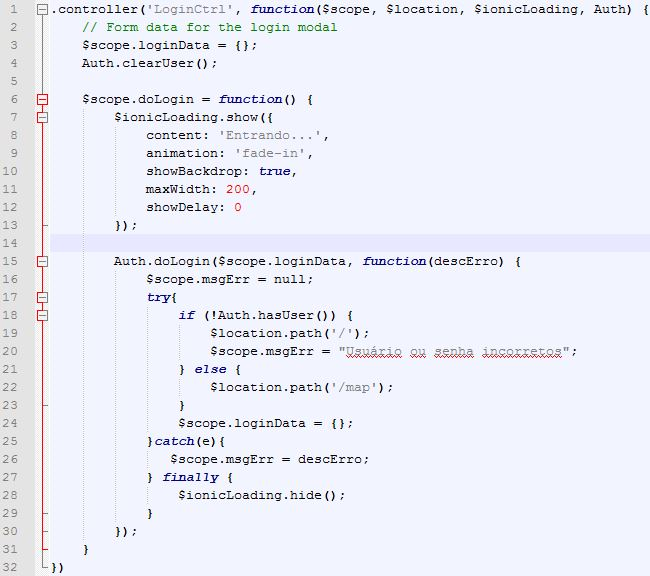 1 .controller('LoginCtrl', function($scope, $location, $ionicLoading, Auth) {
2     // Form data for the login modal
3     $scope.loginData = {};
4     Auth.clearUser();
5
6     $scope.doLogin = function() {
7         $ionicLoading.show({
8             content: 'Entrando...',
9             animation: 'fade-in',
10             showBackdrop: true,
11             maxWidth: 200,
12             showDelay: 0
13         });
14
15         Auth.doLogin($scope.loginData, function(descErro) {
16             $scope.msgErr = null;
17             try{
18                 if (!Auth.hasUser()) {
19                     $location.path('/');
20                     $scope.msgErr = "Usuário ou senha incorretos";
21                 } else {
22                     $location.path('/map');
23                 }
24                 $scope.loginData = {};
25             }catch(e){
26                $scope.msgErr = descErro;
27             } finally {
28                 $ionicLoading.hide();
29             }
30         });
31     }
32 })